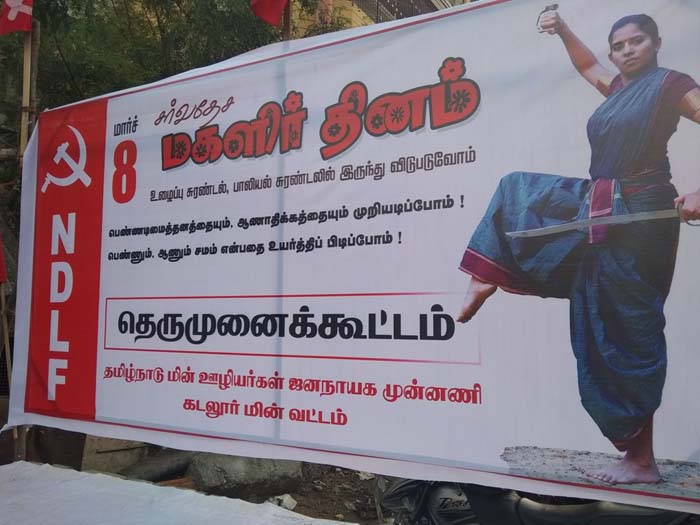 NDLF
மார்ச்
8
சர்வதேச
மகளிர் தினம்
உழைப்பு சுரண்டல், பாலியல் சுரண்டலில் இருந்து விடுபடுவோம்
பெண்ணடிமைத்தனத்தையும், ஆணாதிக்கத்தையும் முறியடிப்போம் !
பெண்ணும், ஆணும் சமம் என்பதை உயர்த்திப் பிடிப்போம் !
தெருமுனைக்கூட்டம்
தமிழ்நாடு மின் ஊழியர்கள் ஜனநாயக முன்னணி
கடலூர் மின் வட்டம்